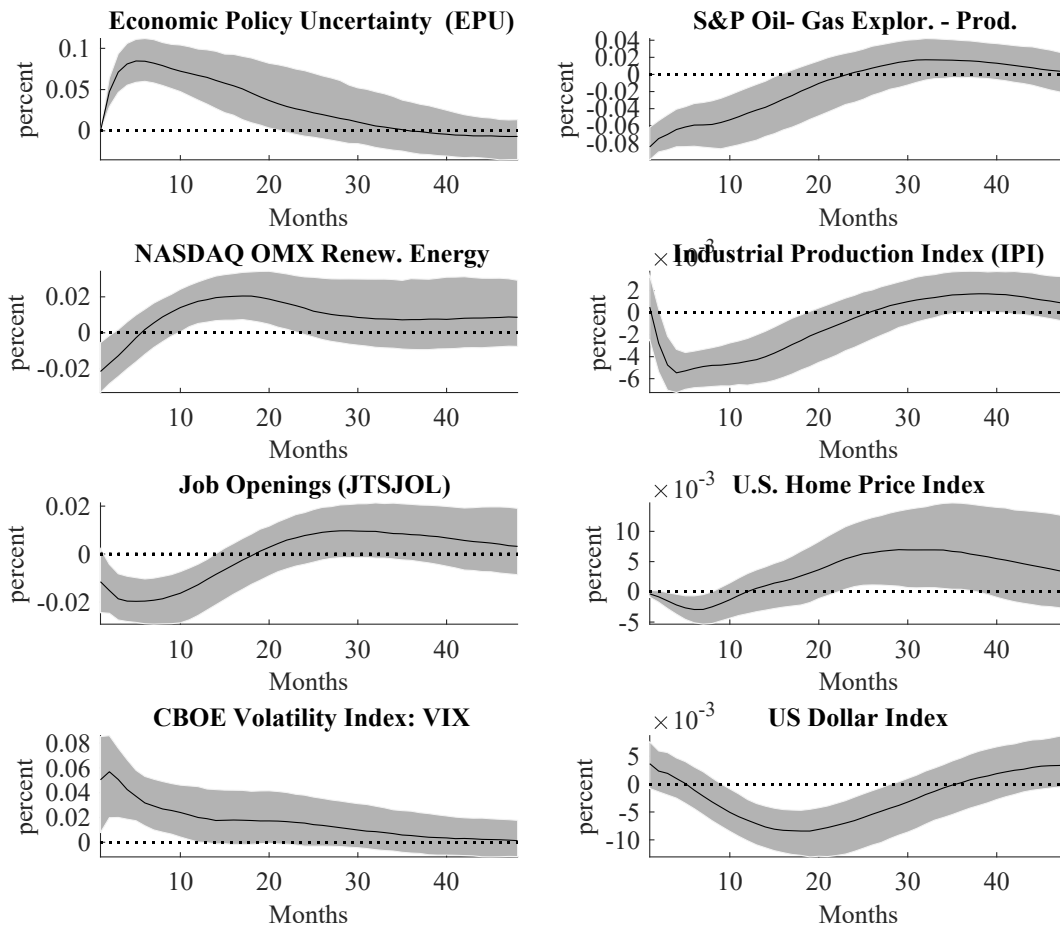 Economic Policy Uncertainty (EPU)
0.1
0.05
0
percent
10 20 30 40
Months
S&P Oil- Gas Explor. - Prod.
0.04
0.02
0
-0.02
-0.04
-0.06
-0.08
percent
10 20 30 40
Months
NASDAQ OMX Renew. Energy
0.02
0
-0.02
percent
10 20 30 40
Months
×10-3
Industrial Production Index (IPI)
2
0
-2
-4
-6
percent
10 20 30 40
Months
Job Openings (JTSJOL)
0.02
0
-0.02
percent
10 20 30 40
Months
×10-3
U.S. Home Price Index
10
5
0
-5
percent
10 20 30 40
Months
CBOE Volatility Index: VIX
0.08
0.06
0.04
0.02
0
percent
10 20 30 40
Months
×10-3
US Dollar Index
5
0
-5
-10
percent
10 20 30 40
Months